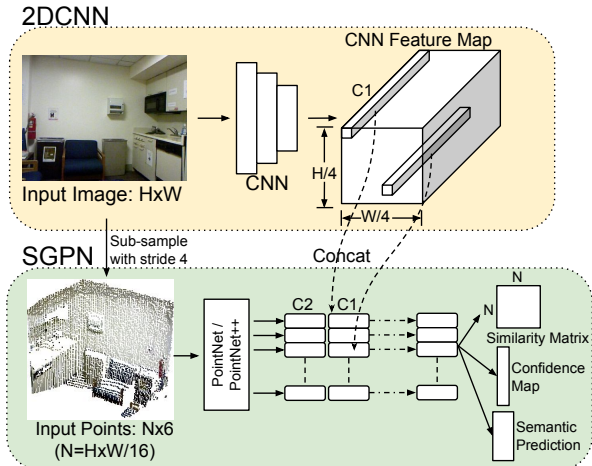 2DCNN
CNN Feature Map
C1
CNN
H/4
W/4
Input Image: HxW
Sub-sample
with stride 4
SGPN
Concat
C2
C1
PointNet /
PointNet++
N
N
Similarity Matrix
Confidence
Map
Semantic
Prediction
Input Points: Nx6
(N=HxW/16)